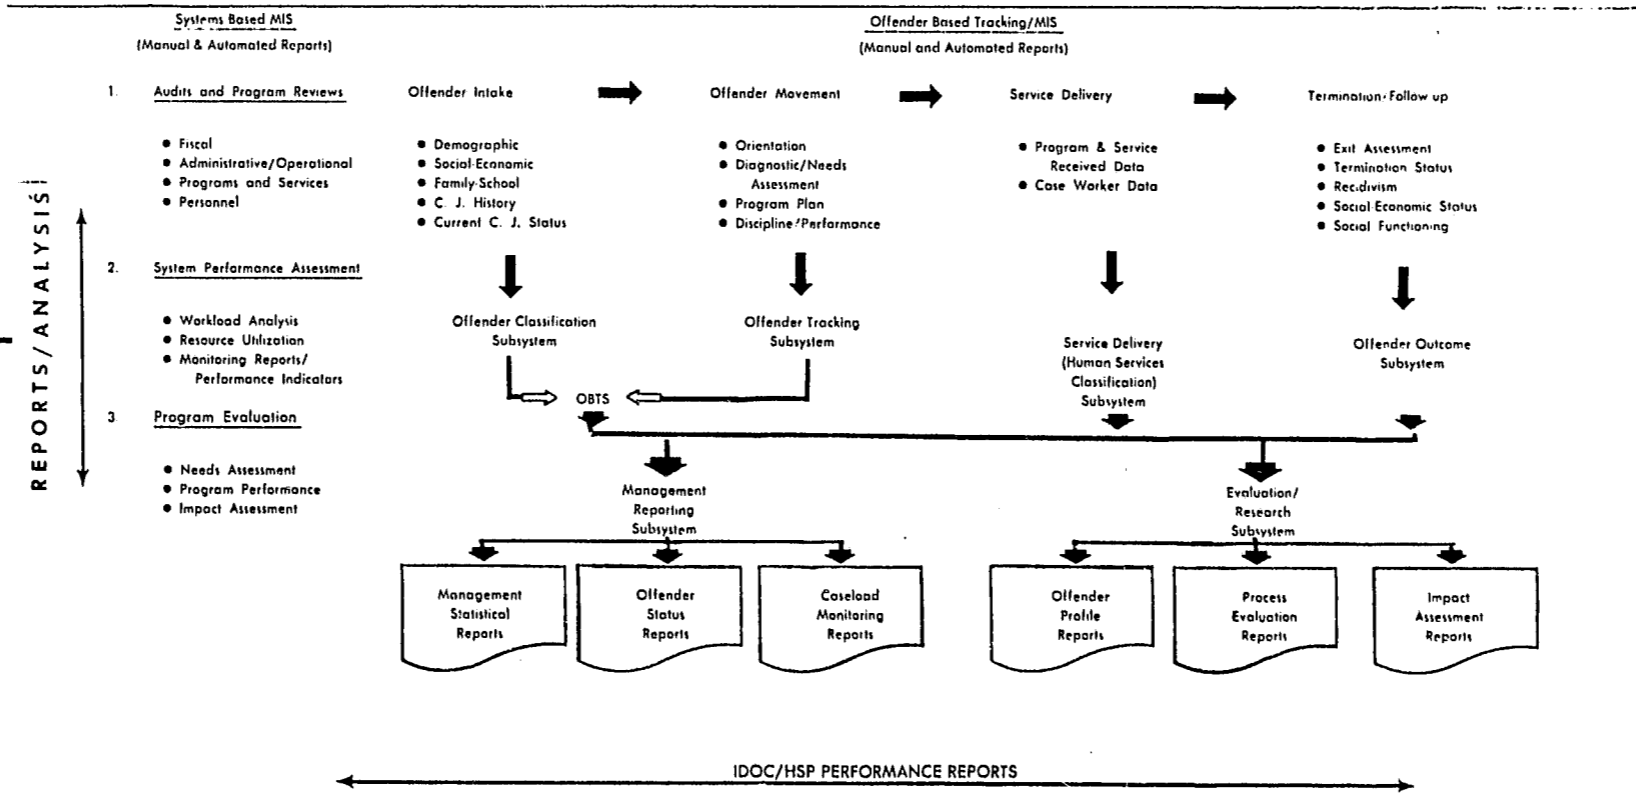 Systems Based MIS
(Manual & Automated Reports)
Offender Based Tracking/MIS
(Manual and Automated Reports)
REPORTS/ANALYSIS
1. Audits and Program Reviews
• Fiscal
• Administrative/Operational
• Programs and Services
• Personnel
2. System Performance Assessment
• Workload Analysis
• Resource Utilization
• Monitoring Reports/
Performance Indicators
3. Program Evaluation
• Needs Assessment
• Program Performance
• Impact Assessment
Offender Intake
• Demographic
• Social-Economic
• Family-School
• C. J. History
• Current C. J. Status
Offender Classification
Subsystem
Offender Movement
• Orientation
• Diagnostic/Needs
Assessment
• Program Plan
• Discipline/Performance
Offender Tracking
Subsystem
OBTS
Service Delivery
• Program & Service
Received Data
• Case Worker Data
Service Delivery
(Human Services
Classification)
Subsystem
Termination-Follow up
• Exit Assessment
• Termination Status
• Recidivism
• Social-Economic Status
• Social Functioning
Offender Outcome
Subsystem
Management
Reporting
Subsystem
Evaluation/
Research
Subsystem
Management
Statistical
Reports
Offender
Status
Reports
Caseload
Monitoring
Reports
Offender
Profile
Reports
Process
Evaluation
Reports
Impact
Assessment
Reports
IDOC/HSP PERFORMANCE REPORTS